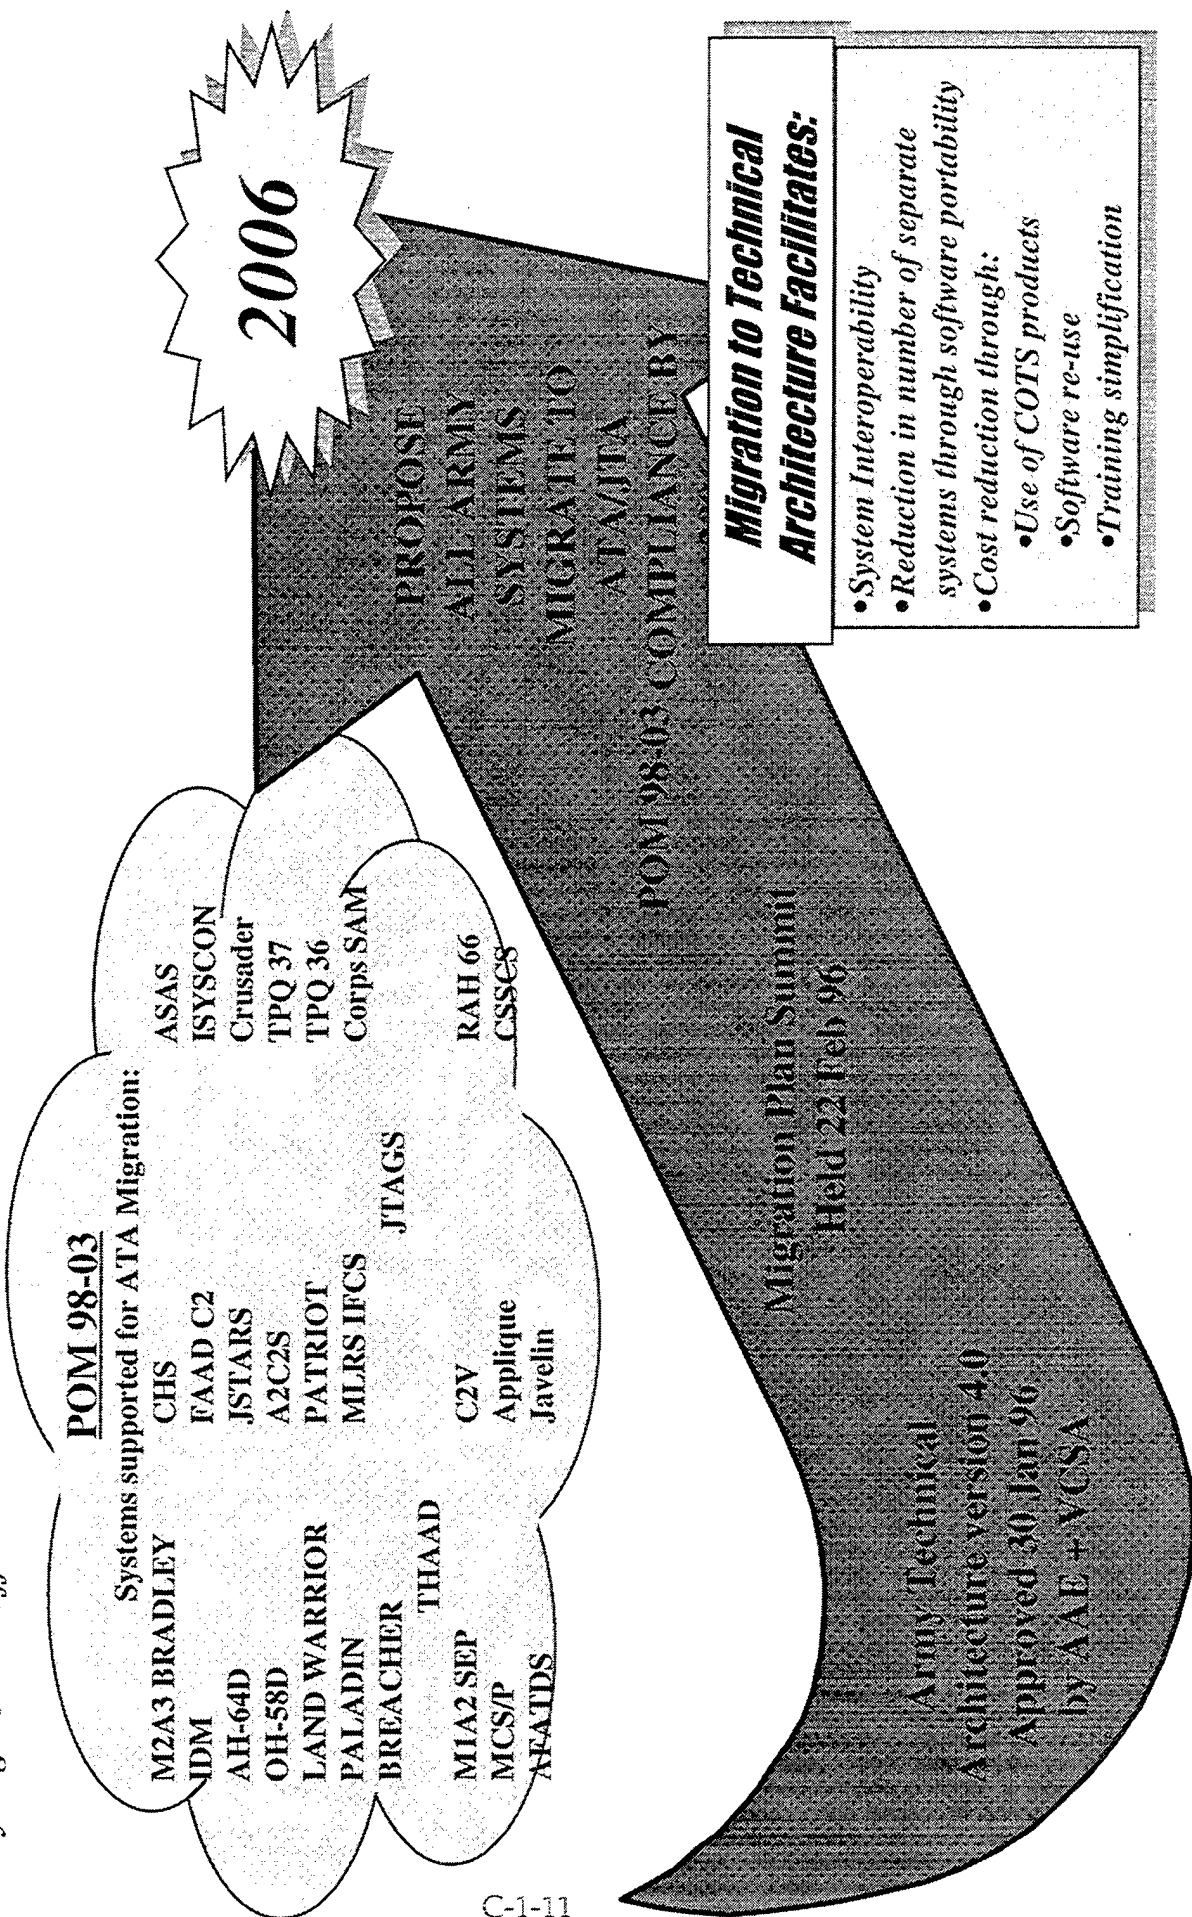 POM 98-03
Systems supported for ATA Migration:
M2A3 BRADLEY
IDM
AH-64D
OH-58D
LAND WARRIOR
PALADIN
BREACHER
THAAD
M1A2 SEP
MCS/P
AFATDS
CHS
FAAD C2
JSTARS
A2C2S
PATRIOT
MLRS IFCS
JTAGS
C2V
Applique
Javelin
ASAS
ISYSCON
Crusader
TPQ 37
TPQ 36
Corps SAM
RAH 66
CSSCS
2006
PROPOSE
ALL ARMY
SYSTEMS
MIGRATE TO
ATA/JTA
POM 98-03 COMPLIANCE BY
Migration Plan Summit
Held 22 Feb 96
Army Technical
Architecture version 4.0
Approved 30 Jan 96
by AAE + VCSA
Migration to Technical
Architecture Facilitates:
•System Interoperability
•Reduction in number of separate
systems through software portability
•Cost reduction through:
•Use of COTS products
•Software re-use
•Training simplification
C-1-11